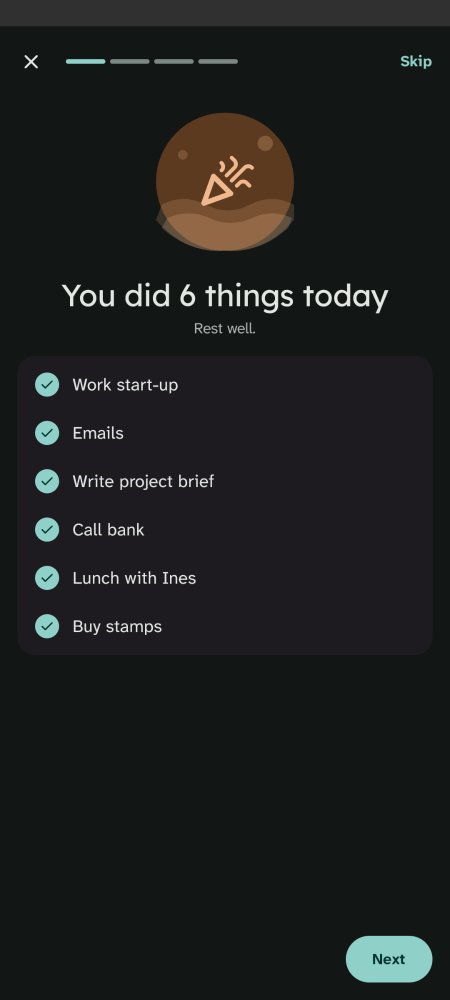 Skip
You did 6 things today
Rest well.
Work start-up
Emails
Write project brief
Call bank
Lunch with Ines
Buy stamps
Next